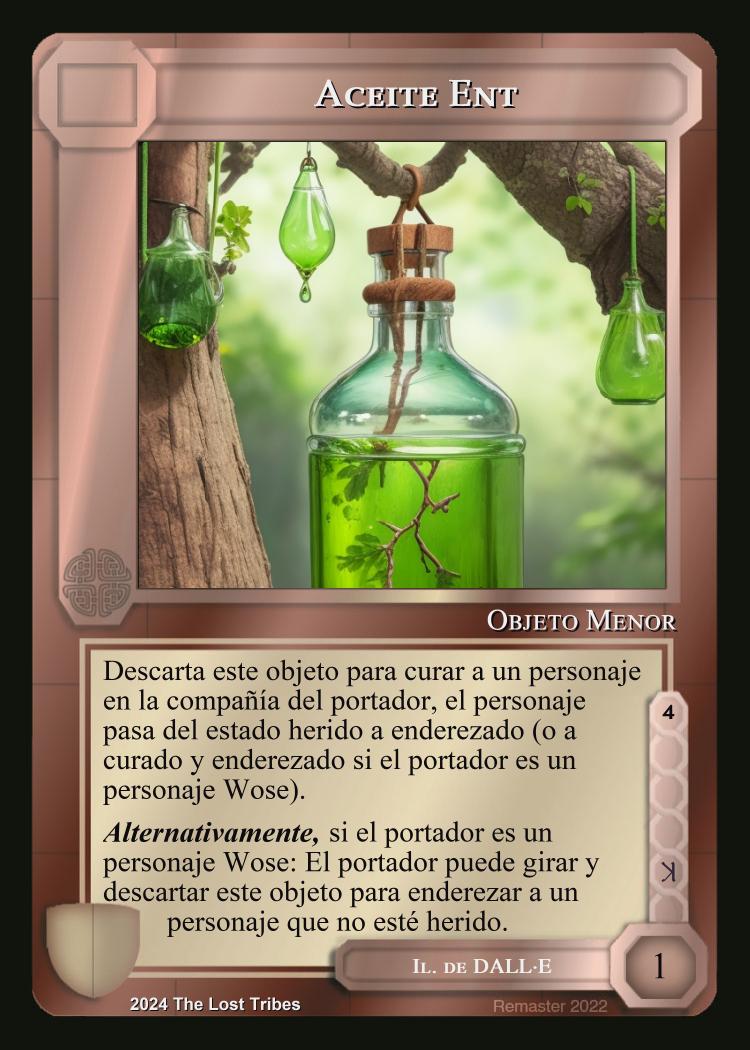 Aceite Ent
Objeto Menor
Descarta este objeto para curar a un personaje
en la compañía del portador, el personaje
pasa del estado herido a enderezado (o a
curado y enderezado si el portador es un
personaje Wose).
Alternativamente, si el portador es un
personaje Wose: El portador puede girar y
descartar este objeto para enderezar a un
personaje que no esté herido.
4
K
Il. de DALL·E
1
2024 The Lost Tribes
Remaster 2022